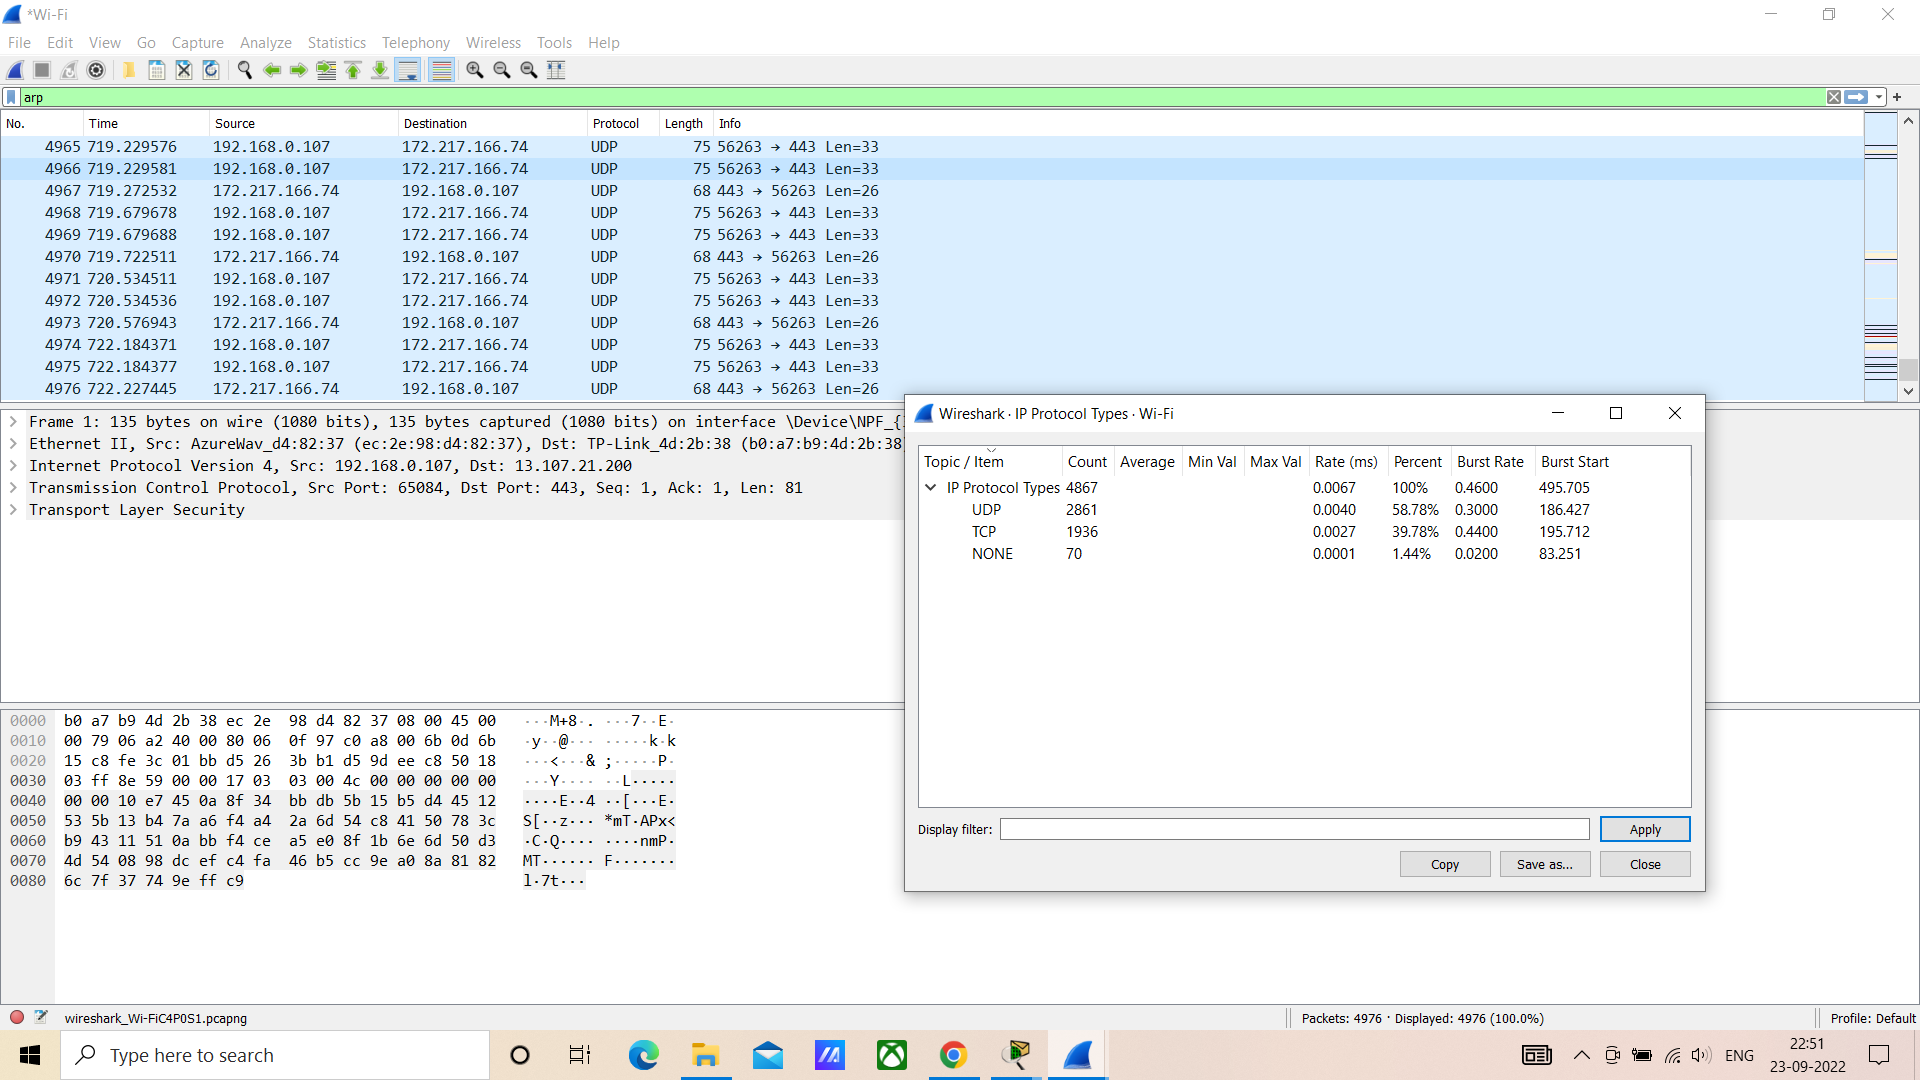 *Wi-Fi
File Edit View Go Capture Analyze Statistics Telephony Wireless Tools Help
arp
No. Time Source Destination Protocol Length Info
4965 719.229576 192.168.0.107 172.217.166.74 UDP 75 56263 → 443 Len=33
4966 719.229581 192.168.0.107 172.217.166.74 UDP 75 56263 → 443 Len=33
4967 719.272532 172.217.166.74 192.168.0.107 UDP 68 443 → 56263 Len=26
4968 719.679678 192.168.0.107 172.217.166.74 UDP 75 56263 → 443 Len=33
4969 719.679688 192.168.0.107 172.217.166.74 UDP 75 56263 → 443 Len=33
4970 719.722511 172.217.166.74 192.168.0.107 UDP 68 443 → 56263 Len=26
4971 720.534511 192.168.0.107 172.217.166.74 UDP 75 56263 → 443 Len=33
4972 720.534536 192.168.0.107 172.217.166.74 UDP 75 56263 → 443 Len=33
4973 720.576943 172.217.166.74 192.168.0.107 UDP 68 443 → 56263 Len=26
4974 722.184371 192.168.0.107 172.217.166.74 UDP 75 56263 → 443 Len=33
4975 722.184377 192.168.0.107 172.217.166.74 UDP 75 56263 → 443 Len=33
4976 722.227445 172.217.166.74 192.168.0.107 UDP 68 443 → 56263 Len=26
Frame 1: 135 bytes on wire (1080 bits), 135 bytes captured (1080 bits) on interface \Device\NPF_{
Ethernet II, Src: AzureWav_d4:82:37 (ec:2e:98:d4:82:37), Dst: TP-Link_4d:2b:38 (b0:a7:b9:4d:2b:38
Internet Protocol Version 4, Src: 192.168.0.107, Dst: 13.107.21.200
Transmission Control Protocol, Src Port: 65084, Dst Port: 443, Seq: 1, Ack: 1, Len: 81
Transport Layer Security
Wireshark · IP Protocol Types · Wi-Fi
Topic / Item Count Average Min Val Max Val Rate (ms) Percent Burst Rate Burst Start
IP Protocol Types 4867 0.0067 100% 0.4600 495.705
UDP 2861 0.0040 58.78% 0.3000 186.427
TCP 1936 0.0027 39.78% 0.4400 195.712
NONE 70 0.0001 1.44% 0.0200 83.251
Display filter: Apply
Copy Save as... Close
0000 b0 a7 b9 4d 2b 38 ec 2e 98 d4 82 37 08 00 45 00 ···M+8·. ···7··E·
0010 00 79 06 a2 40 00 80 06 0f 97 c0 a8 00 6b 0d 6b ·y··@··· ·····k·k
0020 15 c8 fe 3c 01 bb d5 26 3b b1 d5 9d ee c8 50 18 ···<···& ;·····P·
0030 03 ff 8e 59 00 00 17 03 03 00 4c 00 00 00 00 00 ···Y···· ··L·····
0040 00 00 10 e7 45 0a 8f 34 bb db 5b 15 b5 d4 45 12 ····E··4 ··[···E·
0050 53 5b 13 b4 7a a6 f4 a4 2a 6d 54 c8 41 50 78 3c S[··z··· *mT·APx<
0060 b9 43 11 51 0a bb f4 ce a5 e0 8f 1b 6e 6d 50 d3 ·C·Q···· ····nmP·
0070 4d 54 08 98 dc ef c4 fa 46 b5 cc 9e a0 8a 81 82 MT······ F·······
0080 6c 7f 37 74 9e ff c9 l·7t···
wireshark_Wi-FiC4P0S1.pcapng Packets: 4976 · Displayed: 4976 (100.0%) Profile: Default
Type here to search ENG
22:51
23-09-2022